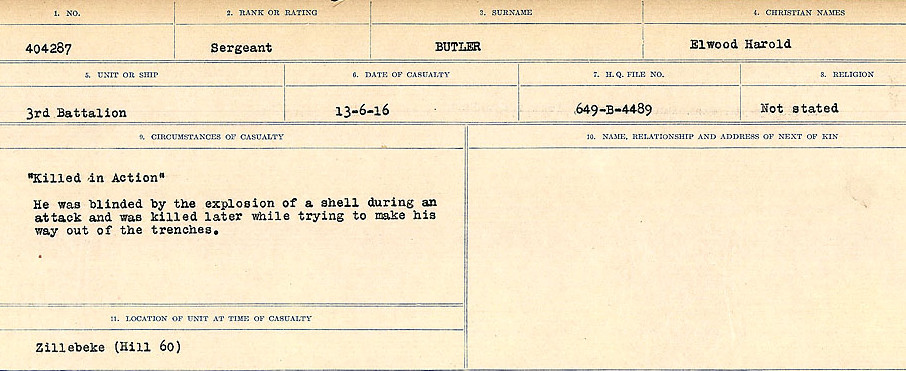 1. NO.
2. RANK OR RATING
3. SURNAME
4. CHRISTIAN NAMES
404287
Sergeant
BUTLER
Elwood Harold
5. UNIT OR SHIP
6. DATE OF CASUALTY
7. H.Q. FILE NO.
8. RELIGION
3rd Battalion
13-6-16
649-B-4489
Not stated
9. CIRCUMSTANCES OF CASUALTY
"Killed in Action"
He was blinded by the explosion of a shell during an
attack and was killed later while trying to make his
way out of the trenches.
10. NAME, RELATIONSHIP AND ADDRESS OF NEXT OF KIN
11. LOCATION OF UNIT AT TIME OF CASUALTY
Zillebeke (Hill 60)